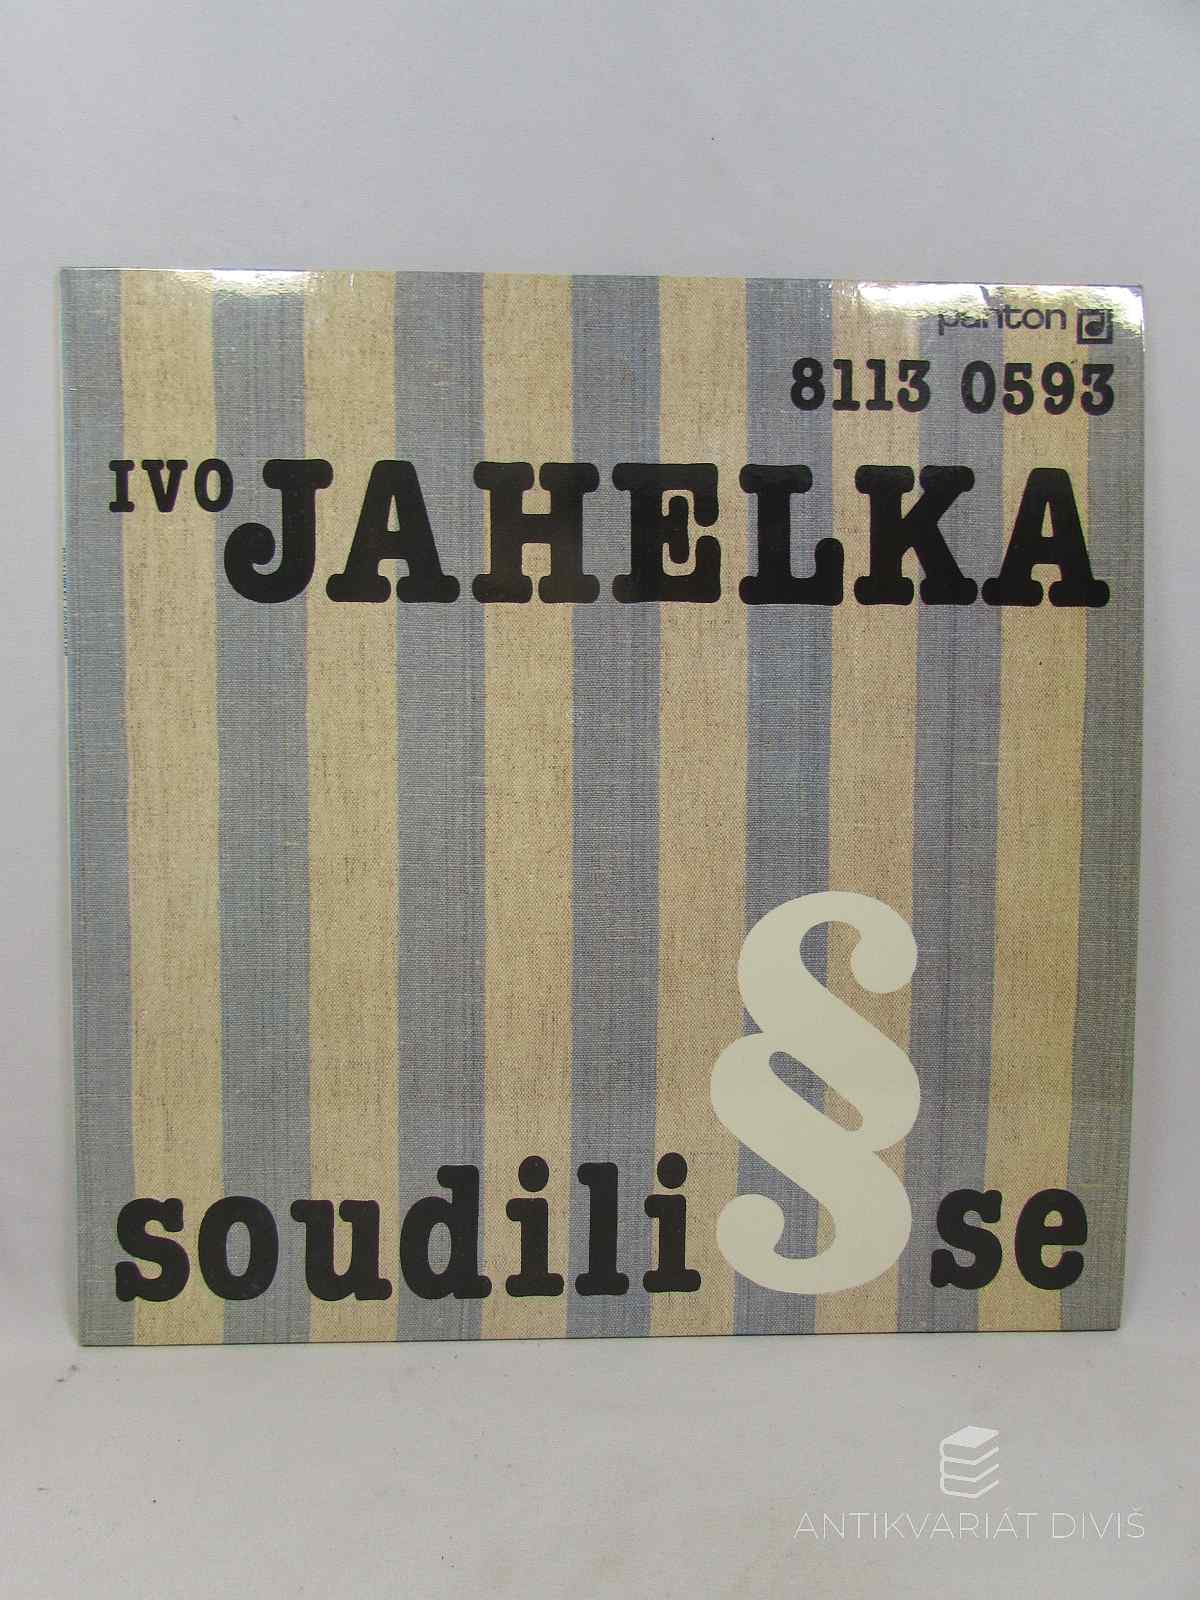 panton
8113 0593
IVO JAHELKA
soudili § se
ANTIKVARIÁT DIVIŠ